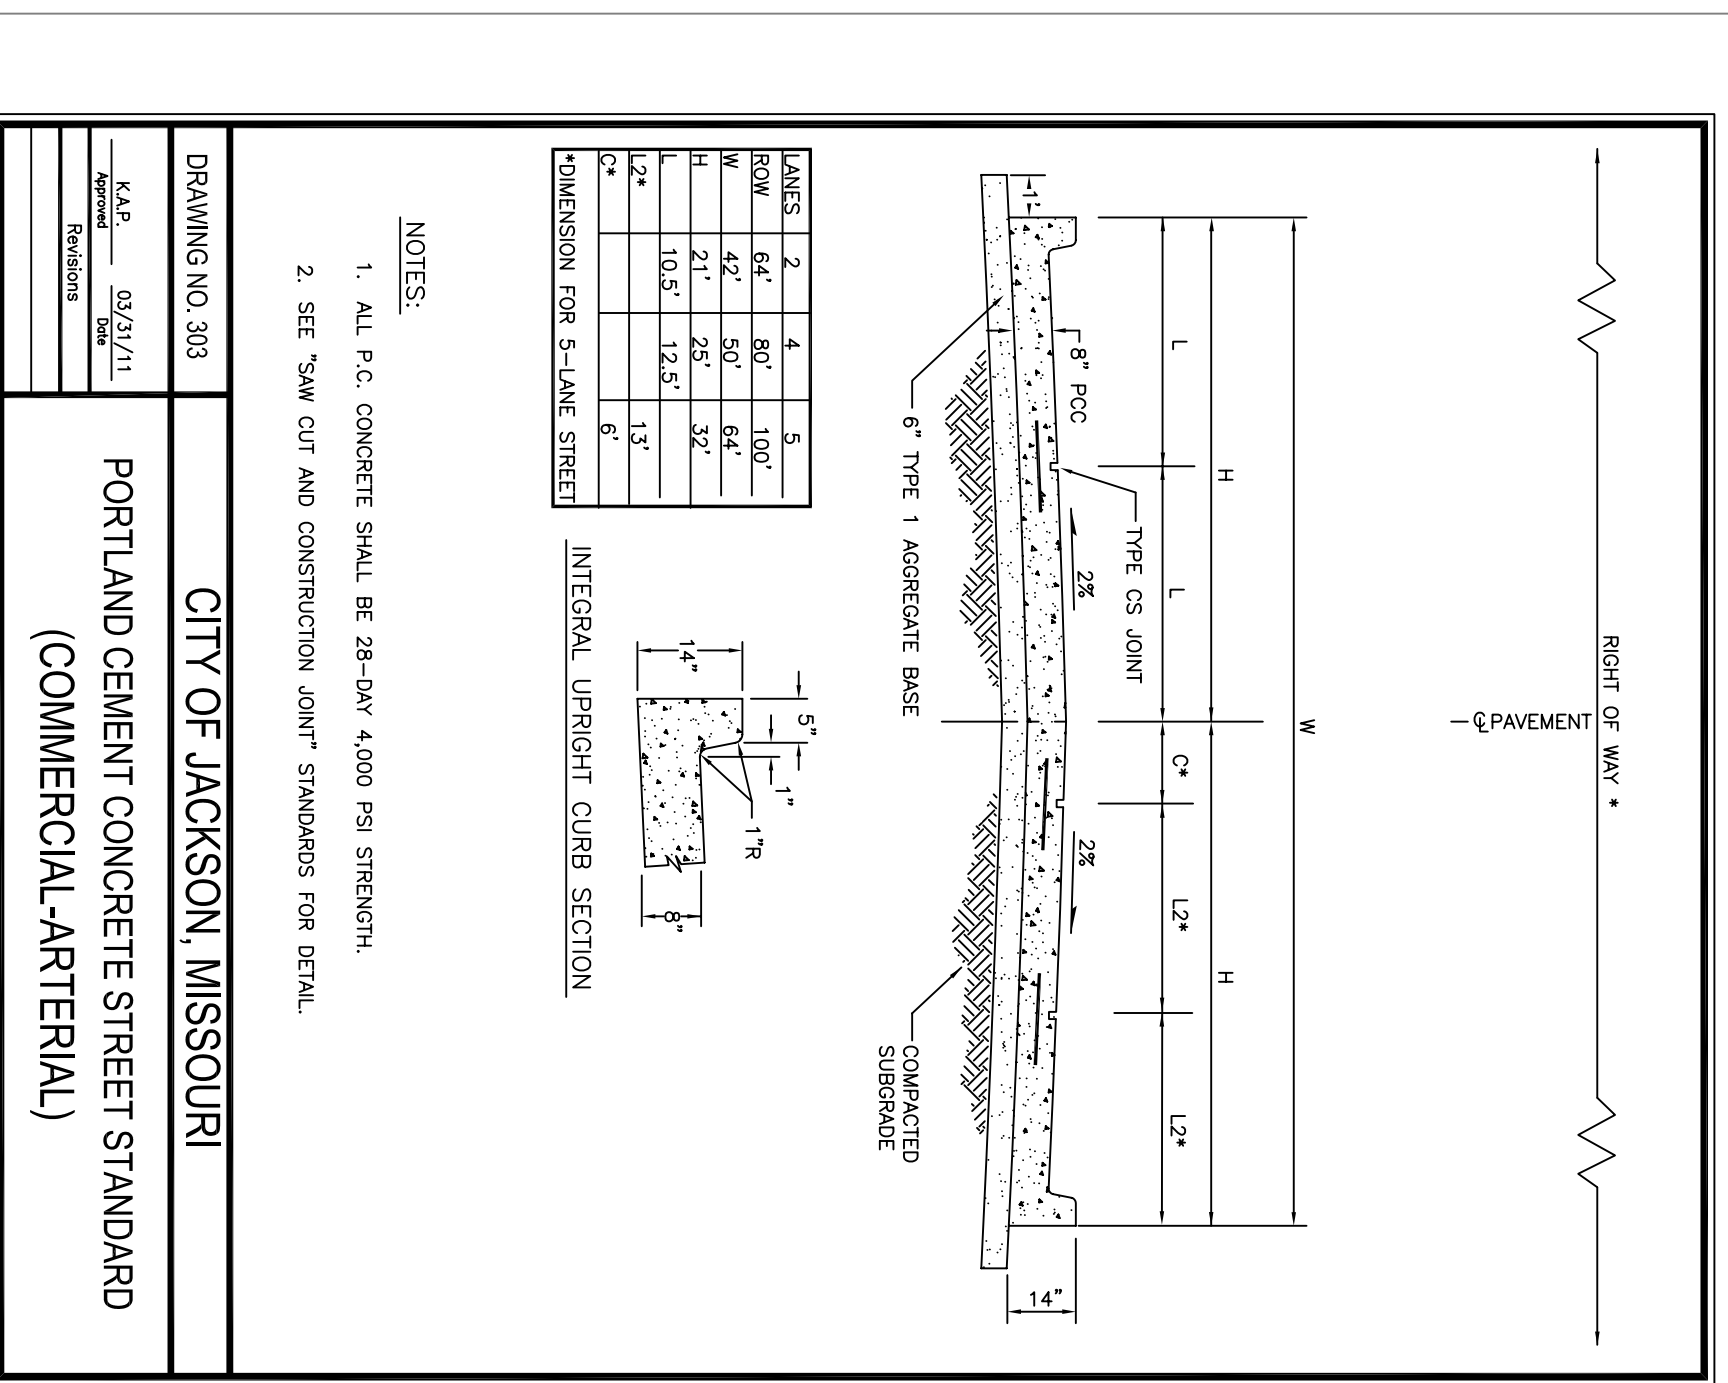 RIGHT OF WAY *
℄ PAVEMENT
W
H H
L L C* L2* L2*
1'
14"
TYPE CS JOINT
8" PCC
2% 2%
6" TYPE 1 AGGREGATE BASE
COMPACTED
SUBGRADE
LANES 2 4 5
ROW 64' 80' 100'
W 42' 50' 64'
H 21' 25' 32'
L 10.5' 12.5'
L2* 13'
C* 6'
*DIMENSION FOR 5-LANE STREET
5"
1"
1"R
14"
8"
INTEGRAL UPRIGHT CURB SECTION
NOTES:
1. ALL P.C. CONCRETE SHALL BE 28-DAY 4,000 PSI STRENGTH.
2. SEE "SAW CUT AND CONSTRUCTION JOINT" STANDARDS FOR DETAIL.
DRAWING NO. 303
K.A.P. 03/31/11
Approved Date
Revisions
CITY OF JACKSON, MISSOURI
PORTLAND CEMENT CONCRETE STREET STANDARD
(COMMERCIAL-ARTERIAL)